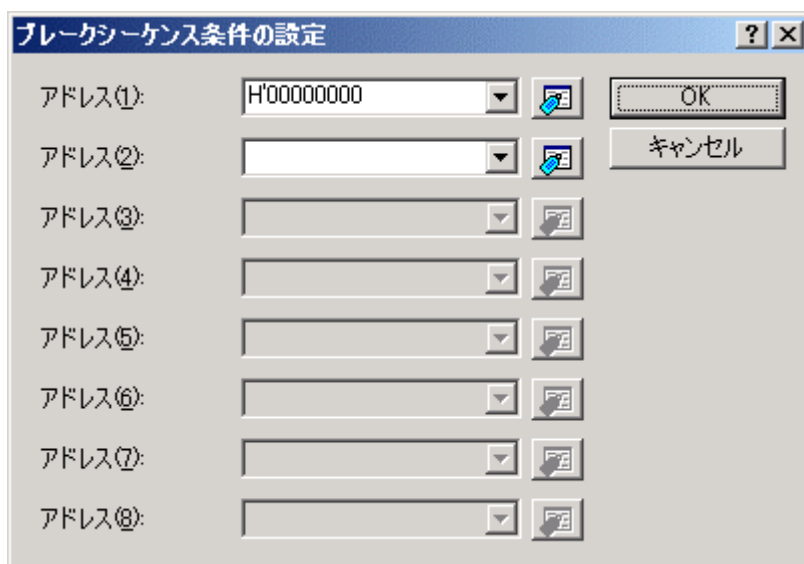 ブレークシーケンス条件の設定
アドレス(1): H'00000000 OK
アドレス(2): キャンセル
アドレス(3):
アドレス(4):
アドレス(5):
アドレス(6):
アドレス(7):
アドレス(8):